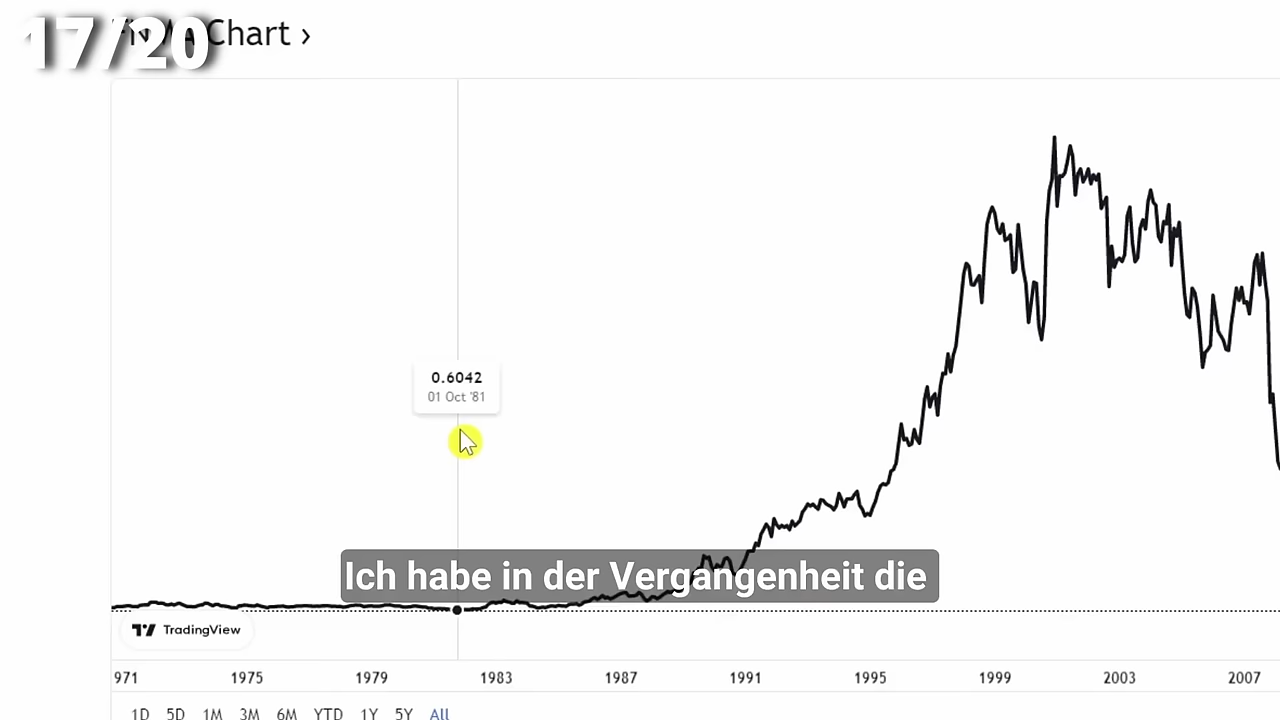 17/20
Chart ›
0.6042
01 Oct '81
Ich habe in der Vergangenheit die
TradingView
971 1975 1979 1983 1987 1991 1995 1999 2003 2007
1D 5D 1M 3M 6M YTD 1Y 5Y All